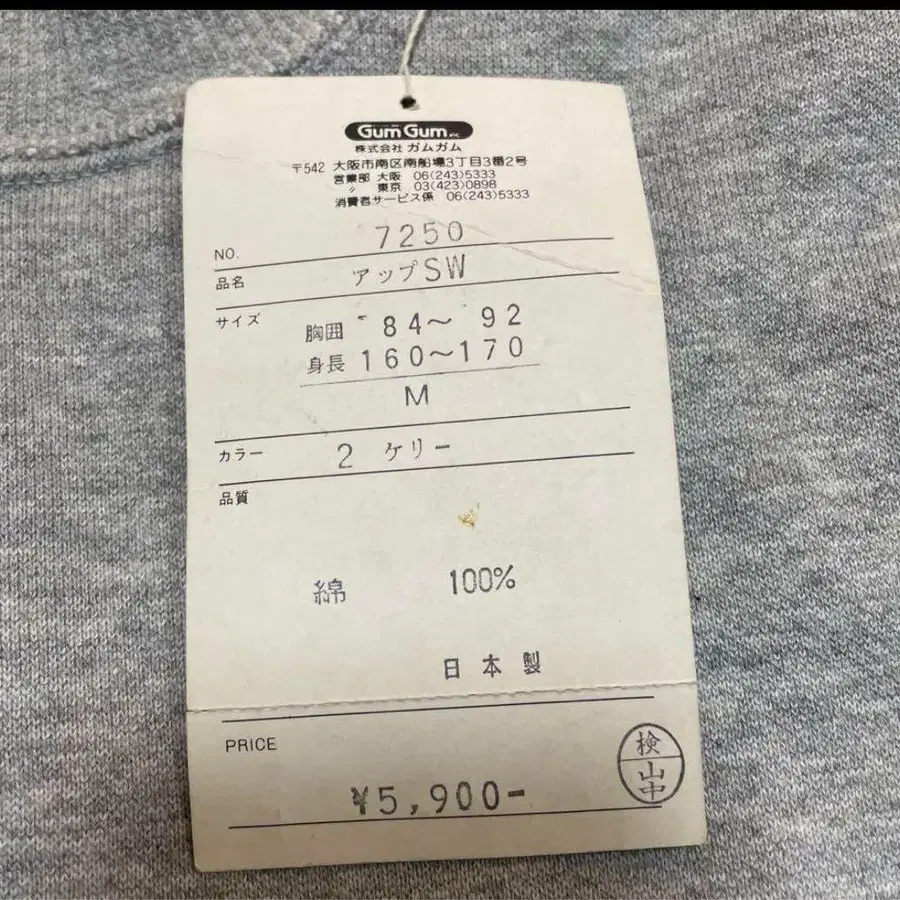 Gum Gum INC.
株式会社 ガムガム
〒542 大阪市南区南船場3丁目3番2号
営業部 大阪 06(243)5333
〃 東京 03(423)0898
消費者サービス係 06(243)5333
NO. 7250
品名 アップSW
サイズ 胸囲 84～92
身長 160～170
M
カラー 2 ケリー
品質
綿 100%
日本製
PRICE
¥5,900-
検
山中